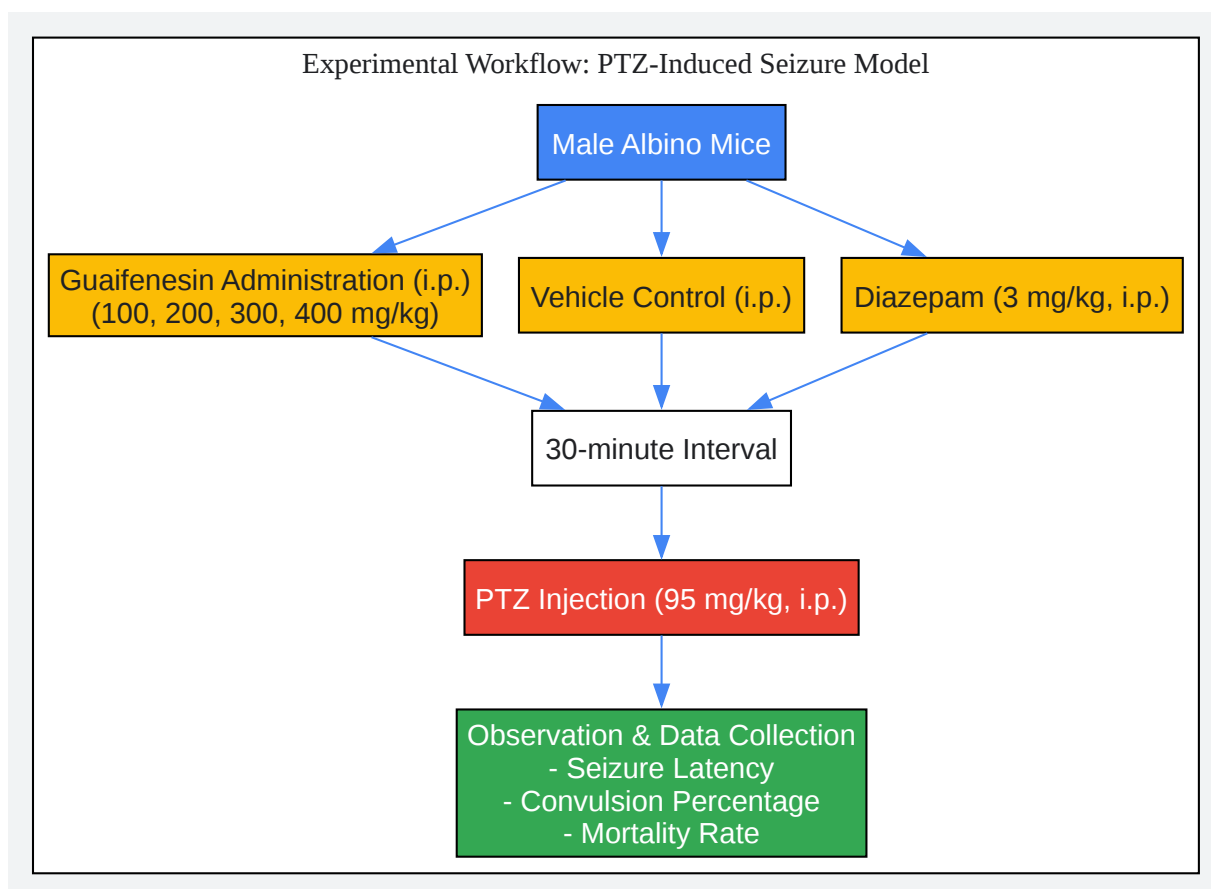 Experimental Workflow: PTZ-Induced Seizure Model
Male Albino Mice
Guaifenesin Administration (i.p.)
(100, 200, 300, 400 mg/kg)
Vehicle Control (i.p.)
Diazepam (3 mg/kg, i.p.)
30-minute Interval
PTZ Injection (95 mg/kg, i.p.)
Observation & Data Collection
- Seizure Latency
- Convulsion Percentage
- Mortality Rate